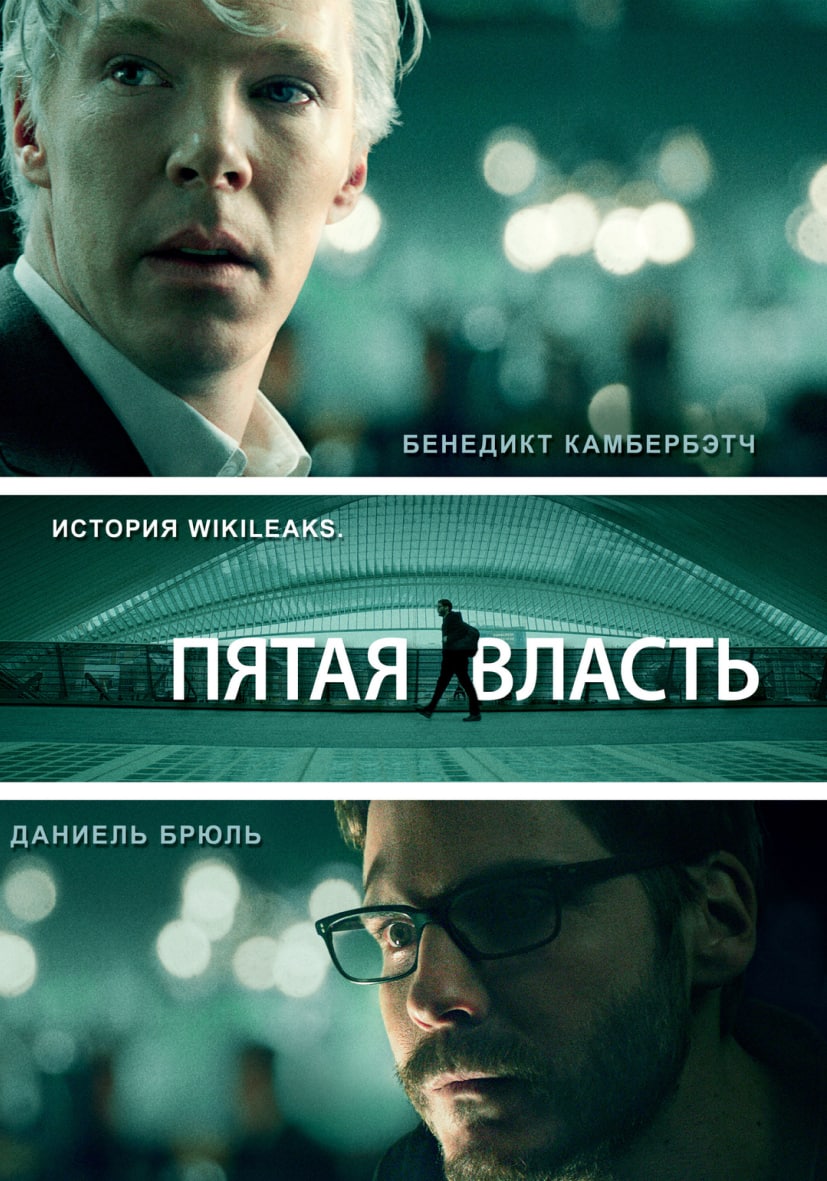 БЕНЕДИКТ КАМБЕРБЭТЧ
ИСТОРИЯ WIKILEAKS.
ПЯТАЯ ВЛАСТЬ
ДАНИЕЛЬ БРЮЛЬ